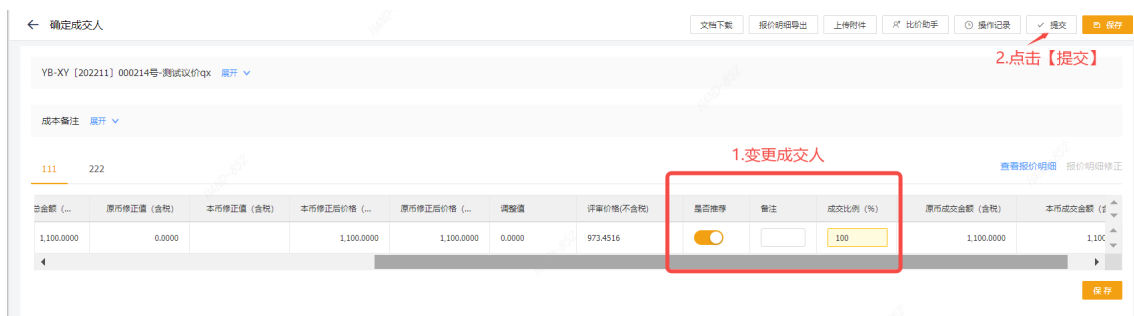 确定成交人
文档下载 报价明细导出 上传附件 比价助手 操作记录 提交 保存
2.点击【提交】
YB-XY [202211] 000214号-测试议价qx 展开
成本备注 展开
1.变更成交人
111 222 查看报价明细 报价明细修正
总金额 (... 原币修正值 (含税) 本币修正值 (含税) 本币修正后价格 (... 原币修正后价格 (... 调整值 评审价格(不含税) 是否推荐 备注 成交比例 (%) 原币成交金额 (含税) 本币成交金额 (含
1,100.0000 0.0000 1,100.0000 1,100.0000 0.0000 973.4516 100 1,100.0000 1,100
保存